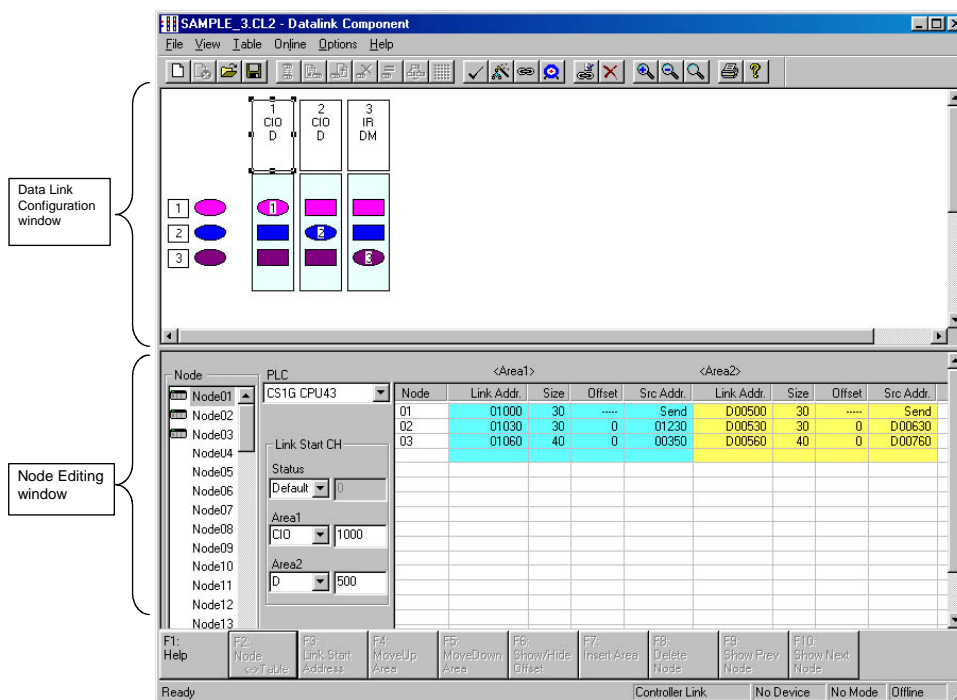 SAMPLE_3.CL2 - Datalink Component
File View Table Online Options Help
1 CIO D
2 CIO D
3 IR DM
Data Link Configuration window
1 1
2 2
3 3
Node Editing window
Node
Node01
Node02
Node03
Node04
Node05
Node06
Node07
Node08
Node09
Node10
Node11
Node12
Node13
PLC
CS1G CPU43
Link Start CH
Status
Default 0
Area1
CIO 1000
Area2
D 500
<Area1> <Area2>
Node Link Addr. Size Offset Src Addr. Link Addr. Size Offset Src Addr.
01 01000 30 ----- Send D00500 30 ----- Send
02 01030 30 0 01230 D00530 30 0 D00630
03 01060 40 0 00350 D00560 40 0 D00760
F1: Help
F2: Node <>Table
F3: Link Start Address
F4: MoveUp Area
F5: MoveDown Area
F6: Show/Hide Offset
F7: Insert Area
F8: Delete Node
F9: Show Prev Node
F10: Show Next Node
Ready Controller Link No Device No Mode Offline